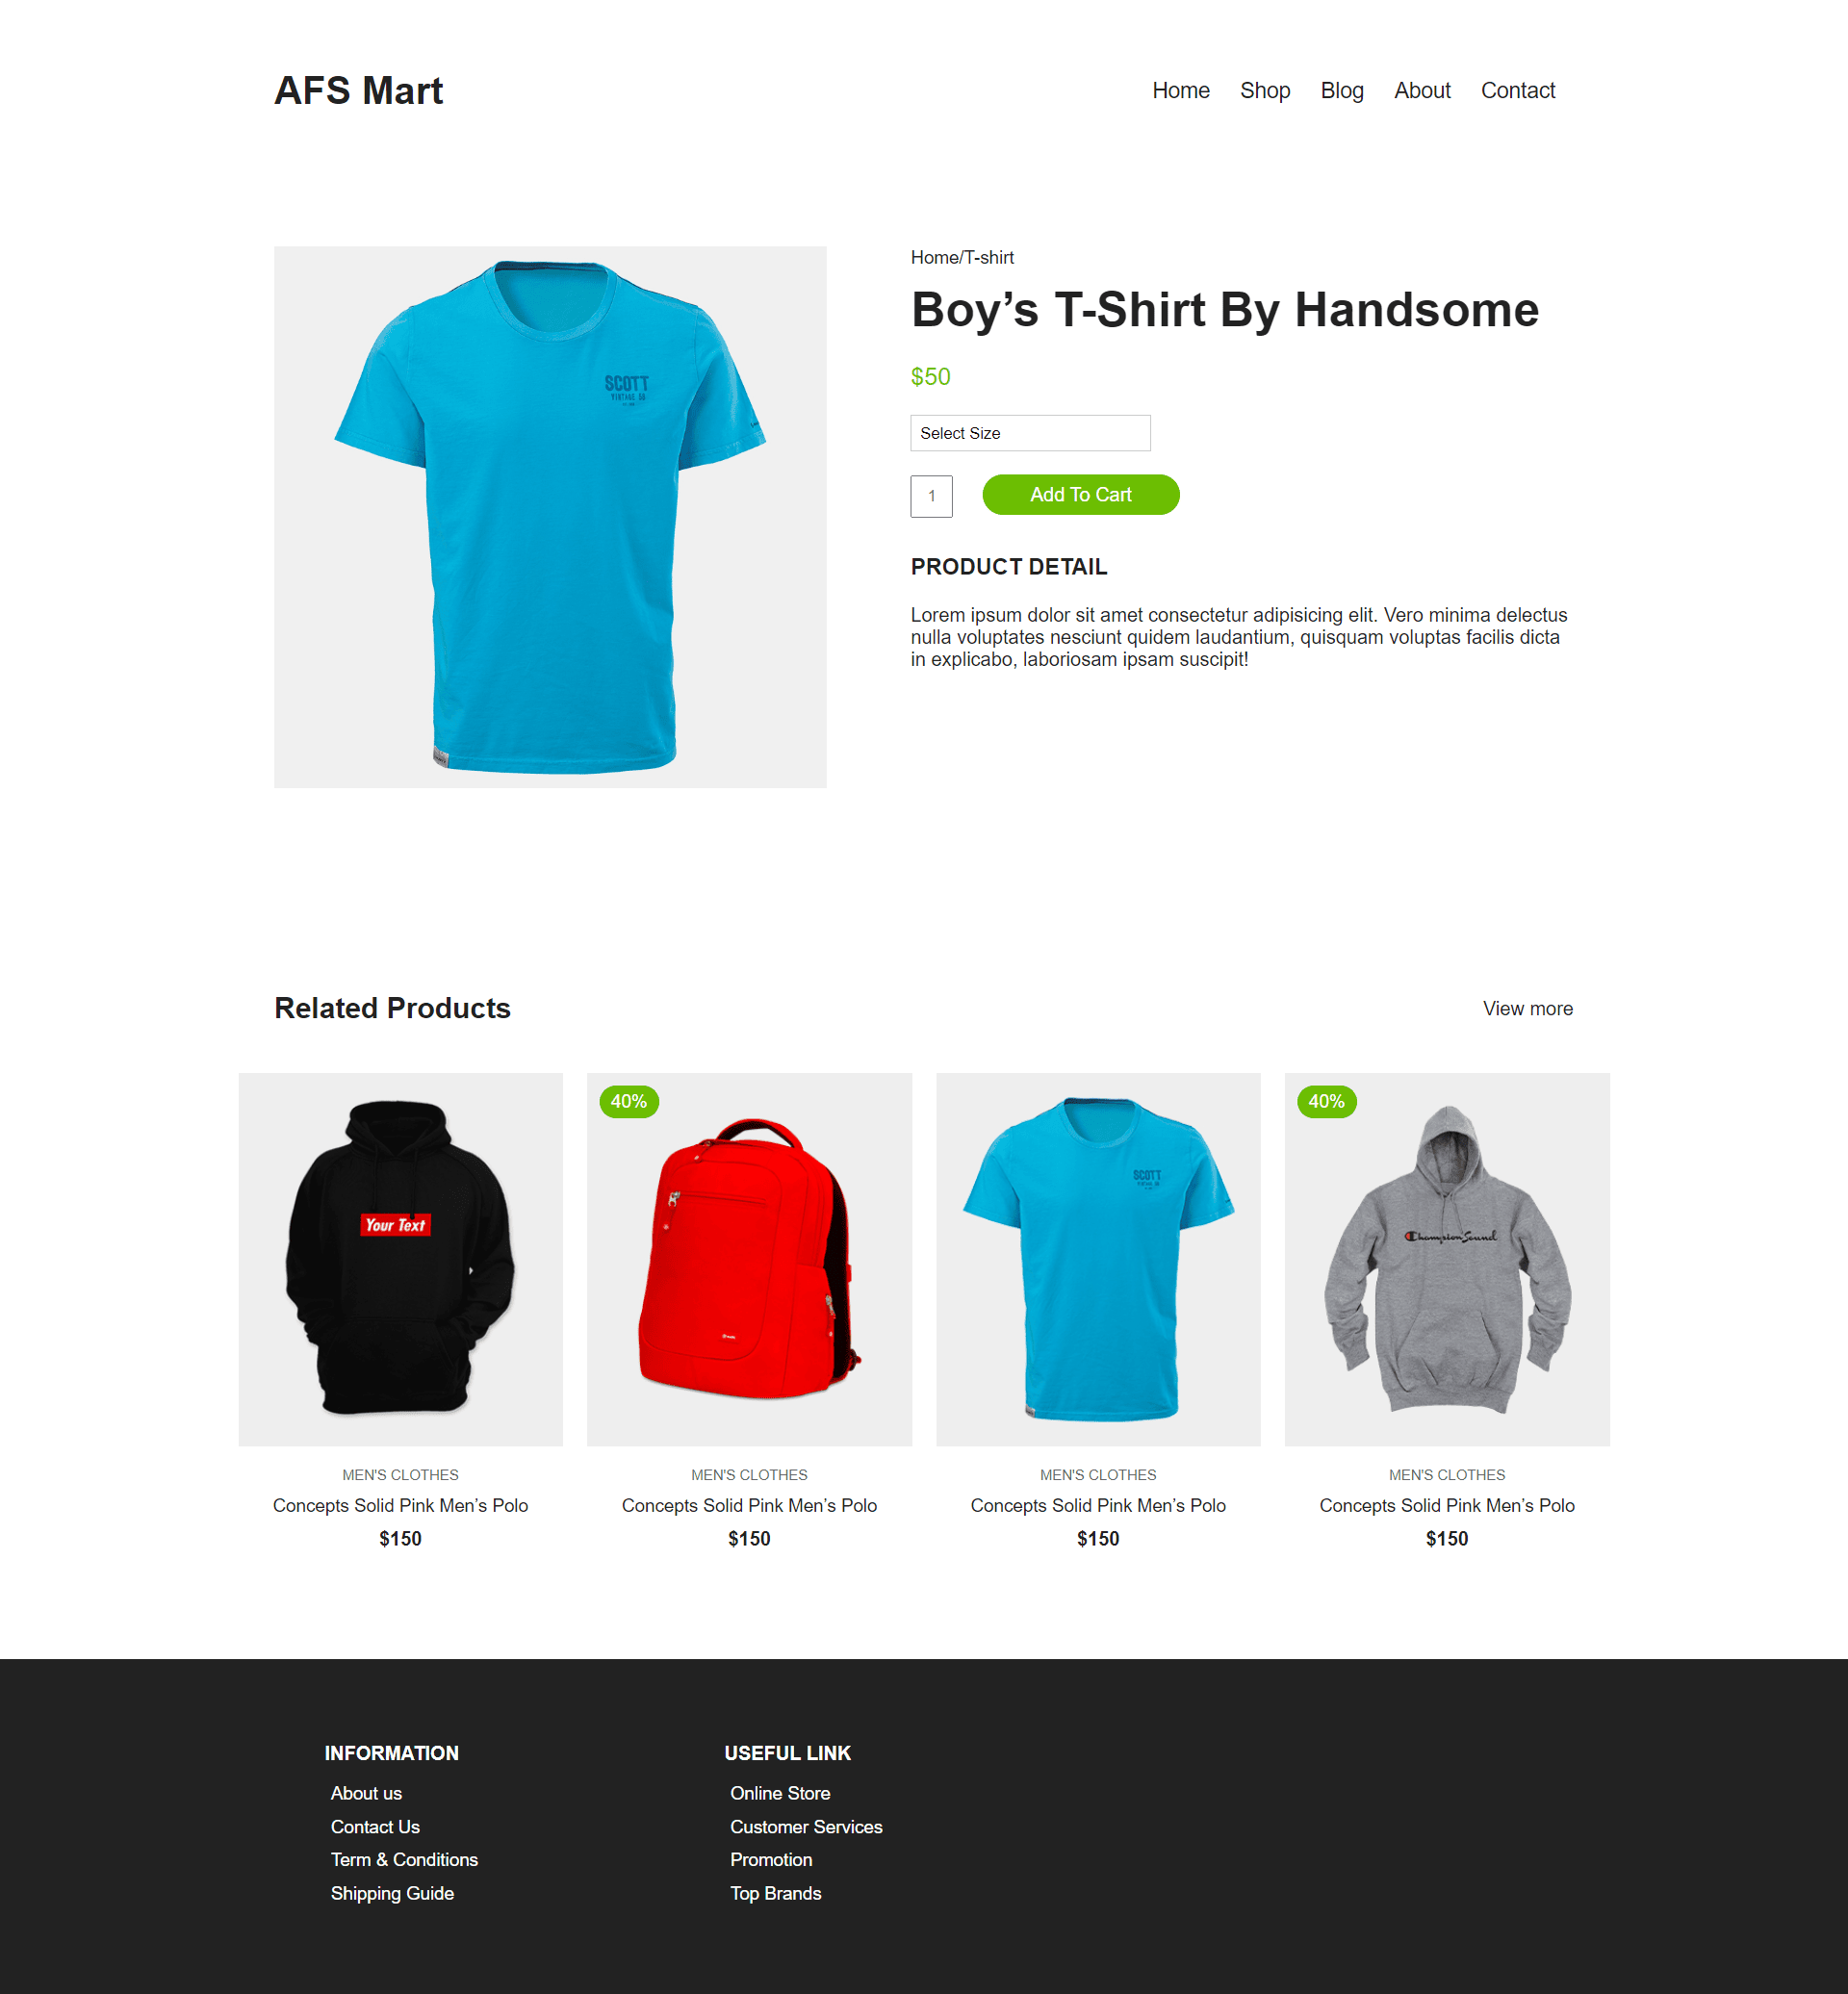 AFS Mart
Home Shop Blog About Contact
Home/T-shirt
Boy’s T-Shirt By Handsome
$50
Select Size
1 Add To Cart
PRODUCT DETAIL
Lorem ipsum dolor sit amet consectetur adipisicing elit. Vero minima delectus
nulla voluptates nesciunt quidem laudantium, quisquam voluptas facilis dicta
in explicabo, laboriosam ipsam suscipit!
SCOTT
VINTAGE
Related Products
View more
Your Text
40%
SCOTT
40%
ChampionSound
MEN'S CLOTHES
Concepts Solid Pink Men’s Polo
$150
MEN'S CLOTHES
Concepts Solid Pink Men’s Polo
$150
MEN'S CLOTHES
Concepts Solid Pink Men’s Polo
$150
MEN'S CLOTHES
Concepts Solid Pink Men’s Polo
$150
INFORMATION
About us
Contact Us
Term & Conditions
Shipping Guide
USEFUL LINK
Online Store
Customer Services
Promotion
Top Brands